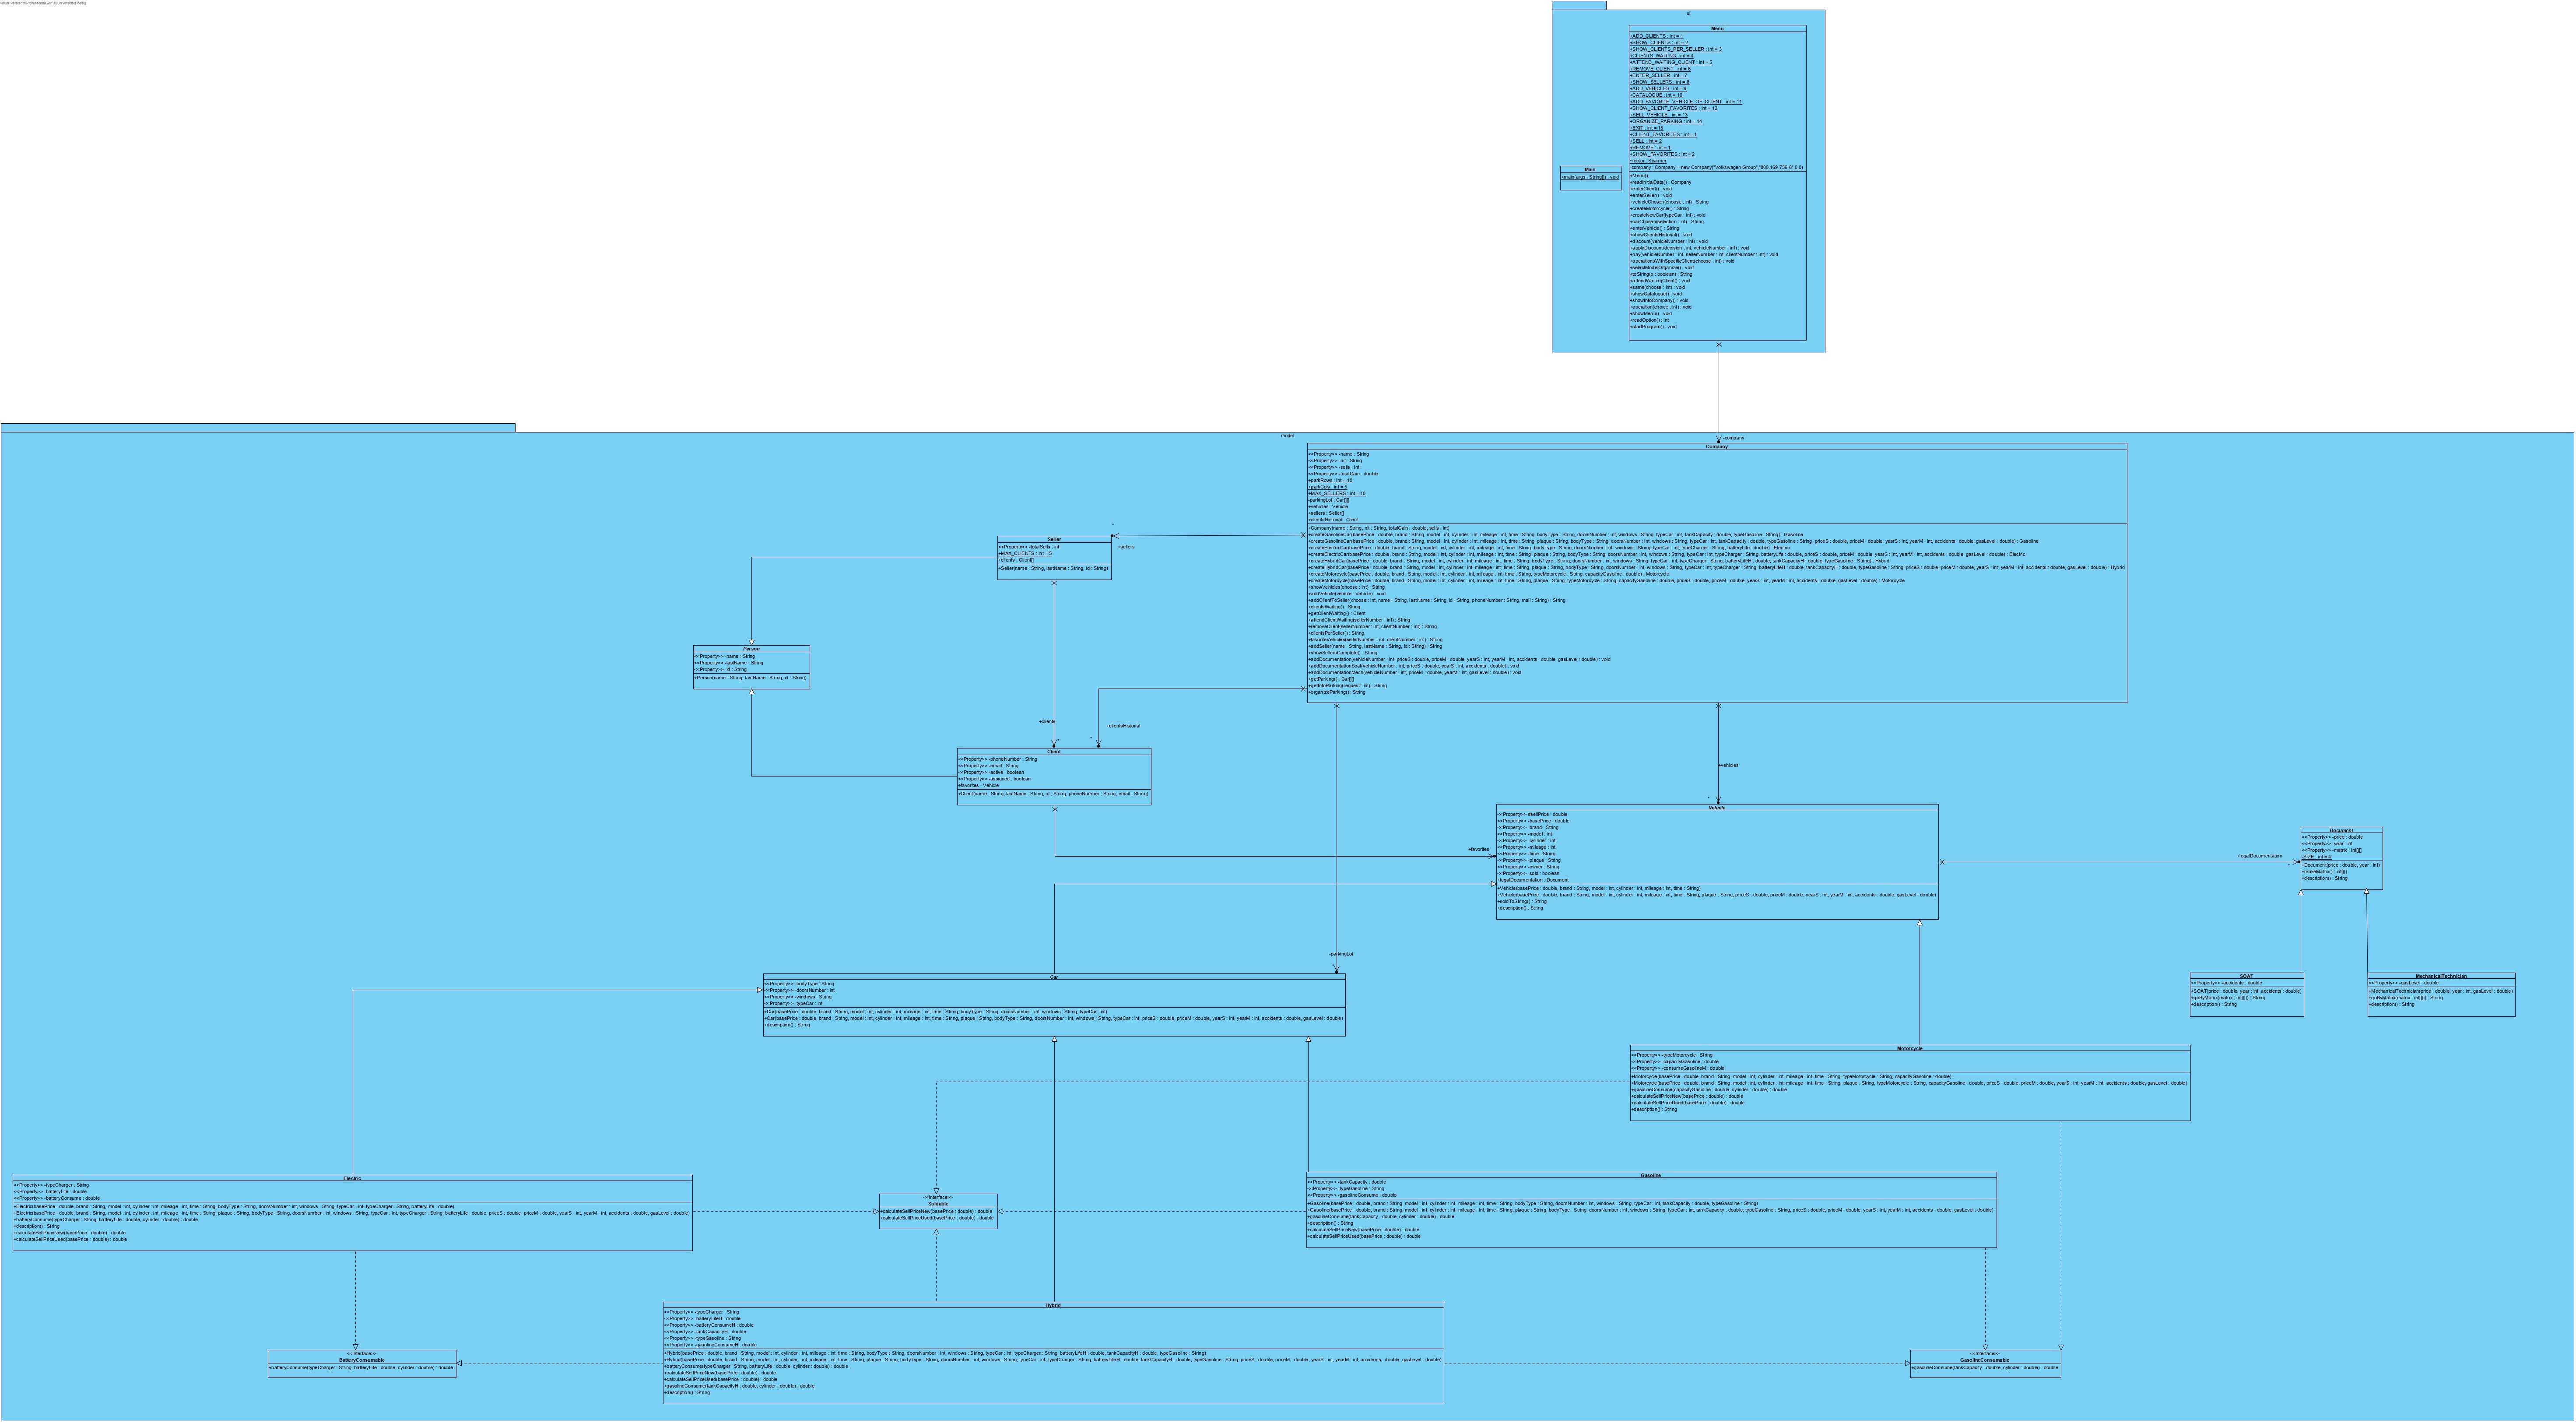 Visual Paradigm Professional(Universidad Icesi)
ui
Menu
+ADD_CLIENTS : int = 1
+SHOW_CLIENTS : int = 2
+SHOW_CLIENTS_PER_SELLER : int = 3
+CLIENTS_WAITING : int = 4
+ATTEND_WAITING_CLIENT : int = 5
+REMOVE_CLIENT : int = 6
+ENTER_SELLER : int = 7
+SHOW_SELLERS : int = 8
+ADD_VEHICLES : int = 9
+CATALOGUE : int = 10
+ADD_FAVORITE_VEHICLE_OF_CLIENT : int = 11
+SHOW_CLIENT_FAVORITES : int = 12
+SELL_VEHICLE : int = 13
+ORGANIZE_PARKING : int = 14
+EXIT : int = 15
+CLIENT_FAVORITES : int = 1
+SELL : int = 2
+REMOVE : int = 1
+SHOW_FAVORITES : int = 2
~lector : Scanner
-company : Company = new Company("Volkswagen Group","800.169.756-8",0,0)
+Menu()
+readInitialData() : Company
+enterClient() : void
+enterSeller() : void
+vehicleChosen(choose : int) : String
+createMotorcycle() : String
+createNewCar(typeCar : int) : void
+carChosen(selection : int) : String
+enterVehicle() : String
+showClientsHistorial() : void
+discount(vehicleNumber : int) : void
+applyDiscount(decision : int, vehicleNumber : int) : void
+pay(vehicleNumber : int, sellerNumber : int, clientNumber : int) : void
+operationsWithSpecificClient(choose : int) : void
+selectModelOrganize() : void
+toString(x : boolean) : String
+attendWaitingClient() : void
+same(choose : int) : void
+showCatalogue() : void
+showInfoCompany() : void
+operation(choice : int) : void
+showMenu() : void
+readOption() : int
+startProgram() : void
Main
+main(args : String[]) : void
model
-company
Company
<<Property>> -name : String
<<Property>> -nit : String
<<Property>> -sells : int
<<Property>> -totalGain : double
+parkRows : int = 10
+parkCols : int = 5
+MAX_SELLERS : int = 10
-parkingLot : Car[][]
+vehicles : Vehicle
+sellers : Seller[]
+clientsHistorial : Client
+Company(name : String, nit : String, totalGain : double, sells : int)
+createGasolineCar(basePrice : double, brand : String, model : int, cylinder : int, mileage : int, time : String, bodyType : String, doorsNumber : int, windows : String, typeCar : int, tankCapacity : double, typeGasoline : String) : Gasoline
+createGasolineCar(basePrice : double, brand : String, model : int, cylinder : int, mileage : int, time : String, plaque : String, bodyType : String, doorsNumber : int, windows : String, typeCar : int, tankCapacity : double, typeGasoline : String, priceS : double, priceM : double, yearS : int, yearM : int, accidents : double, gasLevel : double) : Gasoline
+createElectricCar(basePrice : double, brand : String, model : int, cylinder : int, mileage : int, time : String, bodyType : String, doorsNumber : int, windows : String, typeCar : int, typeCharger : String, batteryLife : double) : Electric
+createElectricCar(basePrice : double, brand : String, model : int, cylinder : int, mileage : int, time : String, plaque : String, bodyType : String, doorsNumber : int, windows : String, typeCar : int, typeCharger : String, batteryLife : double, priceS : double, priceM : double, yearS : int, yearM : int, accidents : double, gasLevel : double) : Electric
+createHybridCar(basePrice : double, brand : String, model : int, cylinder : int, mileage : int, time : String, bodyType : String, doorsNumber : int, windows : String, typeCar : int, typeCharger : String, batteryLifeH : double, tankCapacityH : double, typeGasoline : String) : Hybrid
+createHybridCar(basePrice : double, brand : String, model : int, cylinder : int, mileage : int, time : String, plaque : String, bodyType : String, doorsNumber : int, windows : String, typeCar : int, typeCharger : String, batteryLifeH : double, tankCapacityH : double, typeGasoline : String, priceS : double, priceM : double, yearS : int, yearM : int, accidents : double, gasLevel : double) : Hybrid
+createMotorcycle(basePrice : double, brand : String, model : int, cylinder : int, mileage : int, time : String, typeMotorcycle : String, capacityGasoline : double) : Motorcycle
+createMotorcycle(basePrice : double, brand : String, model : int, cylinder : int, mileage : int, time : String, plaque : String, typeMotorcycle : String, capacityGasoline : double, priceS : double, priceM : double, yearS : int, yearM : int, accidents : double, gasLevel : double) : Motorcycle
+showVehicles(choose : int) : String
+addVehicle(vehicle : Vehicle) : void
+addClientToSeller(choose : int, name : String, lastName : String, id : String, phoneNumber : String, mail : String) : String
+clientsWaiting() : String
+getClientWaiting() : Client
+attendClientWaiting(sellerNumber : int) : String
+removeClient(sellerNumber : int, clientNumber : int) : String
+clientsPerSeller() : String
+favoriteVehicles(sellerNumber : int, clientNumber : int) : String
+addSeller(name : String, lastName : String, id : String) : String
+showSellersComplete() : String
+addDocumentation(vehicleNumber : int, priceS : double, priceM : double, yearS : int, yearM : int, accidents : double, gasLevel : double) : void
+addDocumentationSoat(vehicleNumber : int, priceS : double, yearS : int, accidents : double) : void
+addDocumentationMech(vehicleNumber : int, priceM : double, yearM : int, gasLevel : double) : void
+getParking() : Car[][]
+getInfoParking(request : int) : String
+organizeParking() : String
*
+sellers
Seller
<<Property>> -totalSells : int
+MAX_CLIENTS : int = 5
+clients : Client[]
+Seller(name : String, lastName : String, id : String)
Person
<<Property>> -name : String
<<Property>> -lastName : String
<<Property>> -id : String
+Person(name : String, lastName : String, id : String)
+clients
*
+clientsHistorial
*
Client
<<Property>> -phoneNumber : String
<<Property>> -email : String
<<Property>> -active : boolean
<<Property>> -assigned : boolean
+favorites : Vehicle
+Client(name : String, lastName : String, id : String, phoneNumber : String, email : String)
+vehicles
*
+favorites
*
Vehicle
<<Property>> #sellPrice : double
<<Property>> -basePrice : double
<<Property>> -brand : String
<<Property>> -model : int
<<Property>> -cylinder : int
<<Property>> -mileage : int
<<Property>> -time : String
<<Property>> -plaque : String
<<Property>> -owner : String
<<Property>> -sold : boolean
+legalDocumentation : Document
+Vehicle(basePrice : double, brand : String, model : int, cylinder : int, mileage : int, time : String)
+Vehicle(basePrice : double, brand : String, model : int, cylinder : int, mileage : int, time : String, plaque : String, priceS : double, priceM : double, yearS : int, yearM : int, accidents : double, gasLevel : double)
+soldToString() : String
+description() : String
+legalDocumentation
*
Document
<<Property>> -price : double
<<Property>> -year : int
<<Property>> -matrix : int[][]
-SIZE : int = 4
+Document(price : double, year : int)
+makeMatrix() : int[][]
+description() : String
SOAT
<<Property>> -accidents : double
+SOAT(price : double, year : int, accidents : double)
+goByMatrix(matrix : int[][]) : String
+description() : String
MechanicalTechnician
<<Property>> -gasLevel : double
+MechanicalTechnician(price : double, year : int, gasLevel : double)
+goByMatrix(matrix : int[][]) : String
+description() : String
-parkingLot
*
Car
<<Property>> -bodyType : String
<<Property>> -doorsNumber : int
<<Property>> -windows : String
<<Property>> -typeCar : int
+Car(basePrice : double, brand : String, model : int, cylinder : int, mileage : int, time : String, bodyType : String, doorsNumber : int, windows : String, typeCar : int)
+Car(basePrice : double, brand : String, model : int, cylinder : int, mileage : int, time : String, plaque : String, bodyType : String, doorsNumber : int, windows : String, typeCar : int, priceS : double, priceM : double, yearS : int, yearM : int, accidents : double, gasLevel : double)
+description() : String
Motorcycle
<<Property>> -typeMotorcycle : String
<<Property>> -capacityGasoline : double
<<Property>> -consumeGasolineM : double
+Motorcycle(basePrice : double, brand : String, model : int, cylinder : int, mileage : int, time : String, typeMotorcycle : String, capacityGasoline : double)
+Motorcycle(basePrice : double, brand : String, model : int, cylinder : int, mileage : int, time : String, plaque : String, typeMotorcycle : String, capacityGasoline : double, priceS : double, priceM : double, yearS : int, yearM : int, accidents : double, gasLevel : double)
+gasolineConsume(capacityGasoline : double, cylinder : double) : double
+calculateSellPriceNew(basePrice : double) : double
+calculateSellPriceUsed(basePrice : double) : double
+description() : String
Electric
<<Property>> -typeCharger : String
<<Property>> -batteryLife : double
<<Property>> -batteryConsume : double
+Electric(basePrice : double, brand : String, model : int, cylinder : int, mileage : int, time : String, bodyType : String, doorsNumber : int, windows : String, typeCar : int, typeCharger : String, batteryLife : double)
+Electric(basePrice : double, brand : String, model : int, cylinder : int, mileage : int, time : String, plaque : String, bodyType : String, doorsNumber : int, windows : String, typeCar : int, typeCharger : String, batteryLife : double, priceS : double, priceM : double, yearS : int, yearM : int, accidents : double, gasLevel : double)
+batteryConsume(typeCharger : String, batteryLife : double, cylinder : double) : double
+description() : String
+calculateSellPriceNew(basePrice : double) : double
+calculateSellPriceUsed(basePrice : double) : double
<<Interface>>
Soldable
+calculateSellPriceNew(basePrice : double) : double
+calculateSellPriceUsed(basePrice : double) : double
Gasoline
<<Property>> -tankCapacity : double
<<Property>> -typeGasoline : String
<<Property>> -gasolineConsume : double
+Gasoline(basePrice : double, brand : String, model : int, cylinder : int, mileage : int, time : String, bodyType : String, doorsNumber : int, windows : String, typeCar : int, tankCapacity : double, typeGasoline : String)
+Gasoline(basePrice : double, brand : String, model : int, cylinder : int, mileage : int, time : String, plaque : String, bodyType : String, doorsNumber : int, windows : String, typeCar : int, tankCapacity : double, typeGasoline : String, priceS : double, priceM : double, yearS : int, yearM : int, accidents : double, gasLevel : double)
+gasolineConsume(tankCapacity : double, cylinder : double) : double
+description() : String
+calculateSellPriceNew(basePrice : double) : double
+calculateSellPriceUsed(basePrice : double) : double
Hybrid
<<Property>> -typeCharger : String
<<Property>> -batteryLifeH : double
<<Property>> -batteryConsumeH : double
<<Property>> -tankCapacityH : double
<<Property>> -typeGasoline : String
<<Property>> -gasolineConsumeH : double
+Hybrid(basePrice : double, brand : String, model : int, cylinder : int, mileage : int, time : String, bodyType : String, doorsNumber : int, windows : String, typeCar : int, typeCharger : String, batteryLifeH : double, tankCapacityH : double, typeGasoline : String)
+Hybrid(basePrice : double, brand : String, model : int, cylinder : int, mileage : int, time : String, plaque : String, bodyType : String, doorsNumber : int, windows : String, typeCar : int, typeCharger : String, batteryLifeH : double, tankCapacityH : double, typeGasoline : String, priceS : double, priceM : double, yearS : int, yearM : int, accidents : double, gasLevel : double)
+batteryConsume(typeCharger : String, batteryLife : double, cylinder : double) : double
+calculateSellPriceNew(basePrice : double) : double
+calculateSellPriceUsed(basePrice : double) : double
+gasolineConsume(tankCapacityH : double, cylinder : double) : double
+description() : String
<<Interface>>
BatteryConsumable
+batteryConsume(typeCharger : String, batteryLife : double, cylinder : double) : double
<<Interface>>
GasolineConsumable
+gasolineConsume(tankCapacity : double, cylinder : double) : double